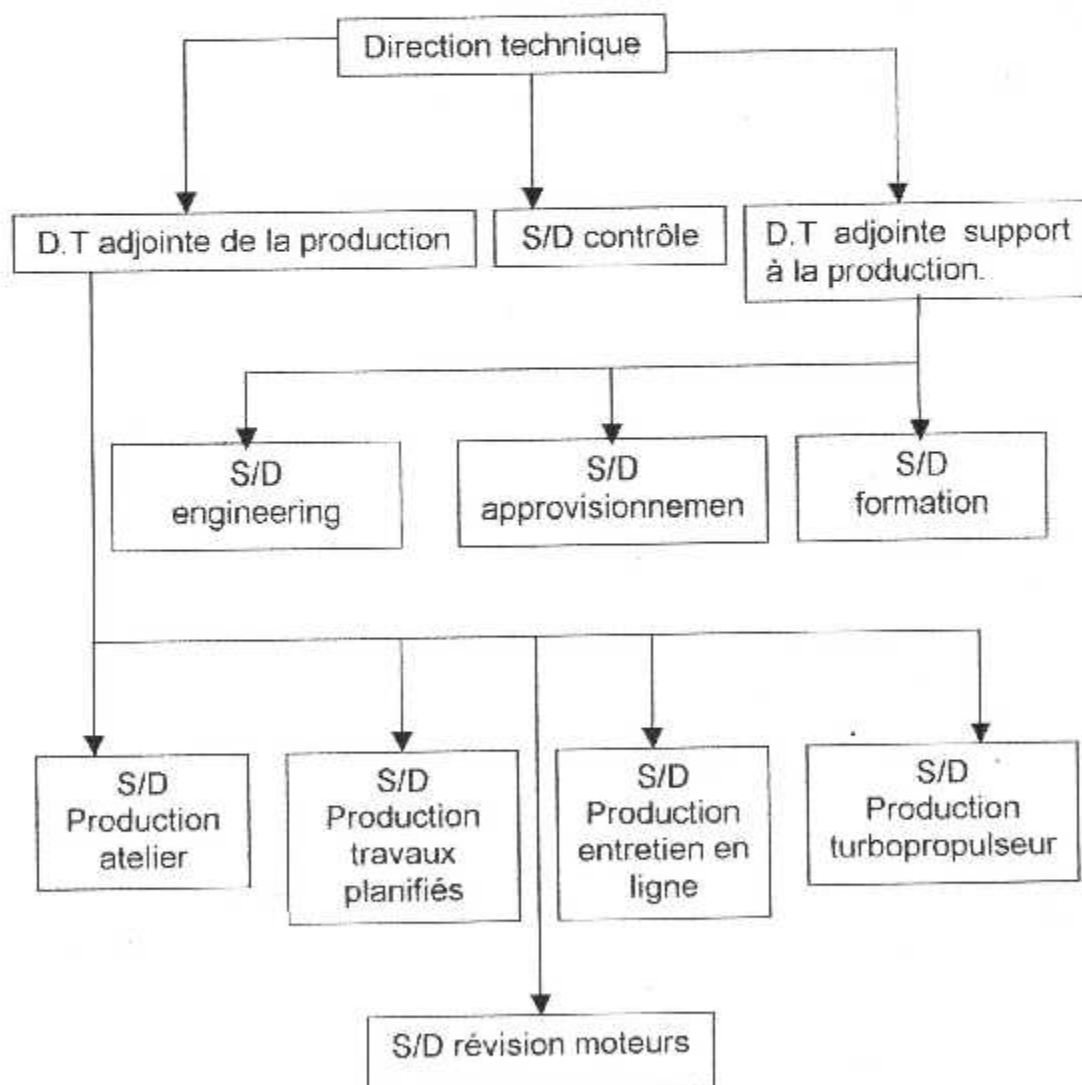 Direction technique
D.T adjointe de la production
S/D contrôle
D.T adjointe support
à la production.
S/D
engineering
S/D
approvisionnemen
S/D
formation
S/D
Production
atelier
S/D
Production
travaux
planifiés
S/D
Production
entretien en
ligne
S/D
Production
turbopropulseur
S/D révision moteurs